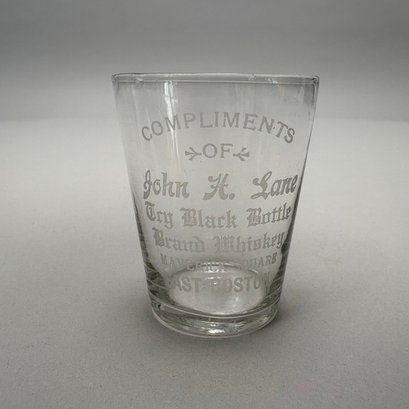 COMPLIMENTS
OF
John H. Lane
Try Black Bottle
Brand Whiskey
MAVERICK SQUARE
EAST BOSTON